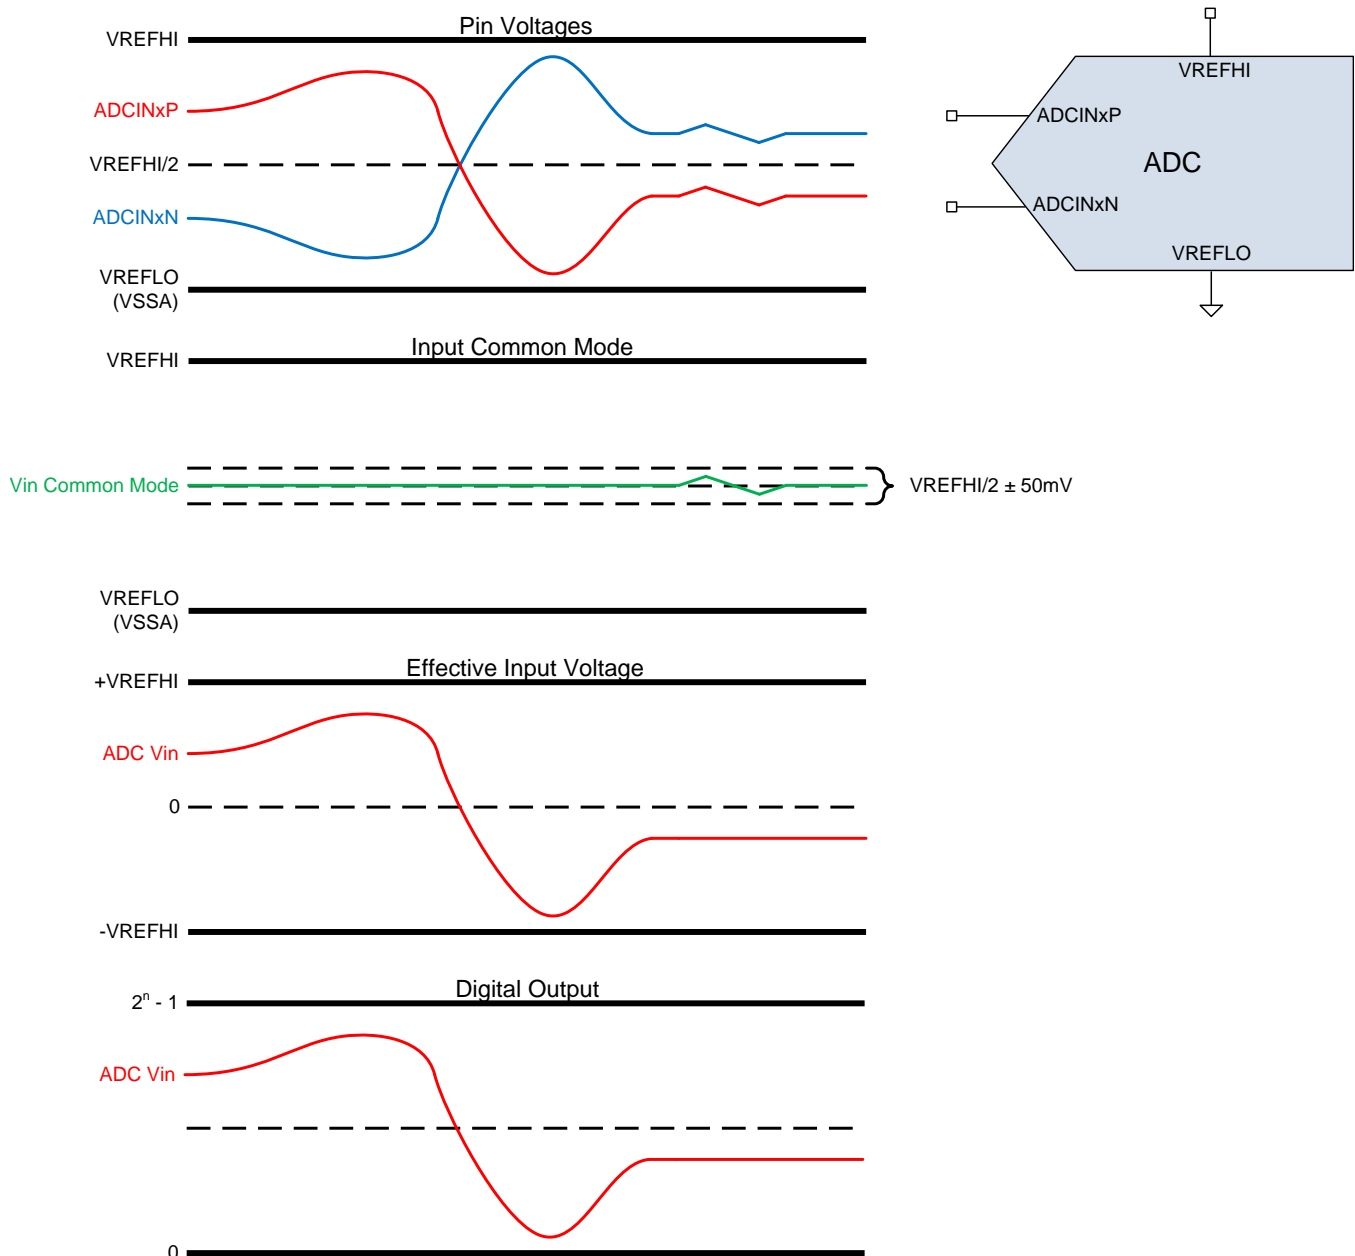 Pin Voltages
VREFHI
ADCINxP
VREFHI/2
ADCINxN
VREFLO
(VSSA)
VREFHI
ADCINxP
ADC
ADCINxN
VREFLO
Input Common Mode
VREFHI
Vin Common Mode
VREFHI/2 ± 50mV
VREFLO
(VSSA)
Effective Input Voltage
+VREFHI
ADC Vin
0
-VREFHI
Digital Output
2ⁿ - 1
ADC Vin
0